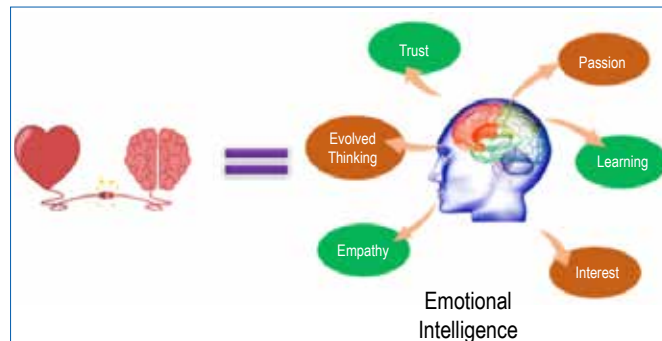 Trust
Passion
Evolved
Thinking
Learning
Empathy
Interest
Emotional
Intelligence